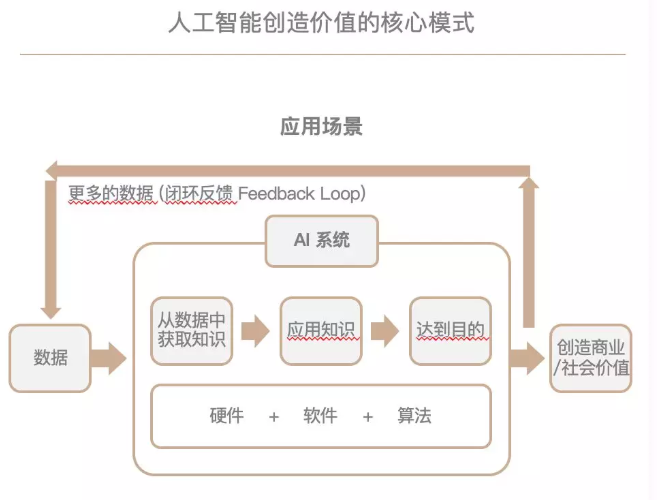 人工智能创造价值的核心模式
应用场景
更多的数据 (闭环反馈 Feedback Loop)
AI 系统
从数据中
获取知识
应用知识
达到目的
数据
创造商业
/社会价值
硬件 + 软件 + 算法